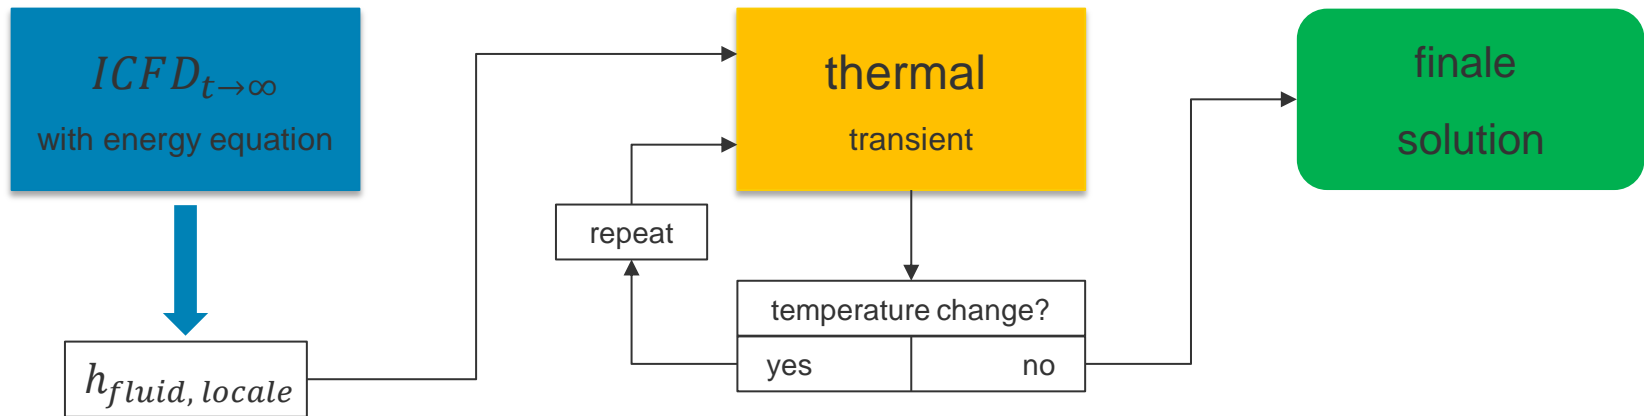 ICFD_{t→∞}
with energy equation
h_{fluid, locale}
thermal
transient
repeat
temperature change?
yes
no
finale
solution